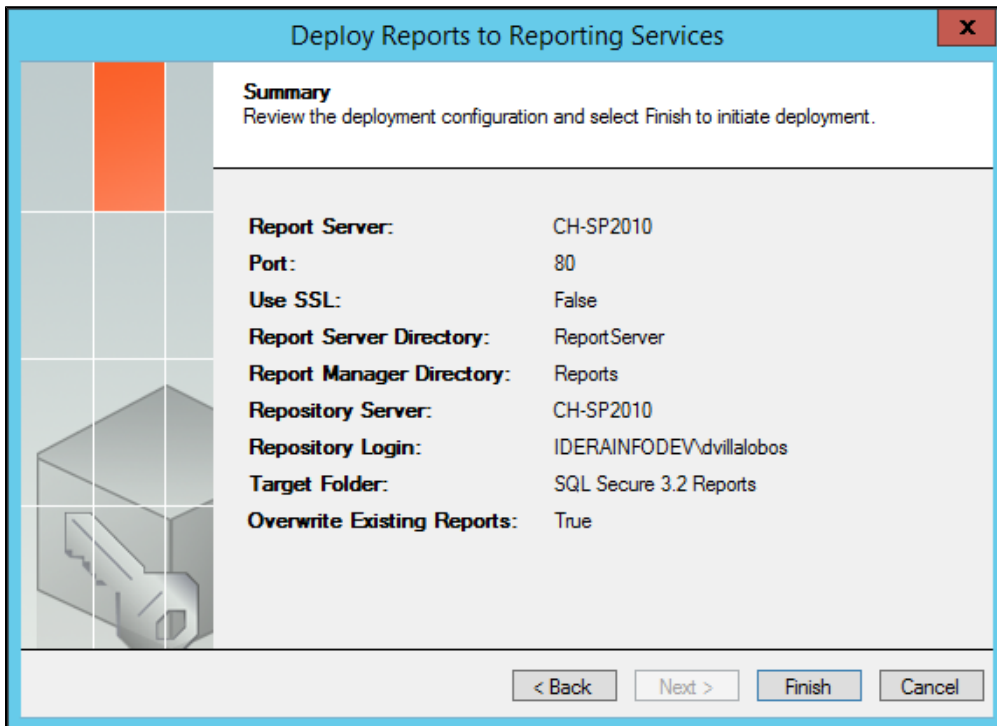 Deploy Reports to Reporting Services
x
Summary
Review the deployment configuration and select Finish to initiate deployment.
Report Server: CH-SP2010
Port: 80
Use SSL: False
Report Server Directory: ReportServer
Report Manager Directory: Reports
Repository Server: CH-SP2010
Repository Login: IDERAINFODEV\dvillalobos
Target Folder: SQL Secure 3.2 Reports
Overwrite Existing Reports: True
< Back Next > Finish Cancel